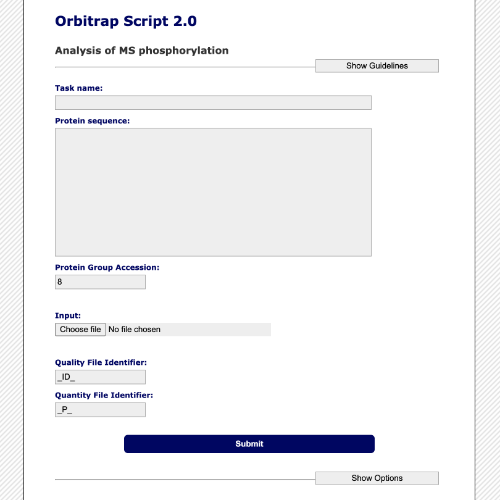 Orbitrap Script 2.0
Analysis of MS phosphorylation
Show Guidelines
Task name:
Protein sequence:
Protein Group Accession:
8
Input:
Choose file No file chosen
Quality File Identifier:
_ID_
Quantity File Identifier:
_P_
Submit
Show Options